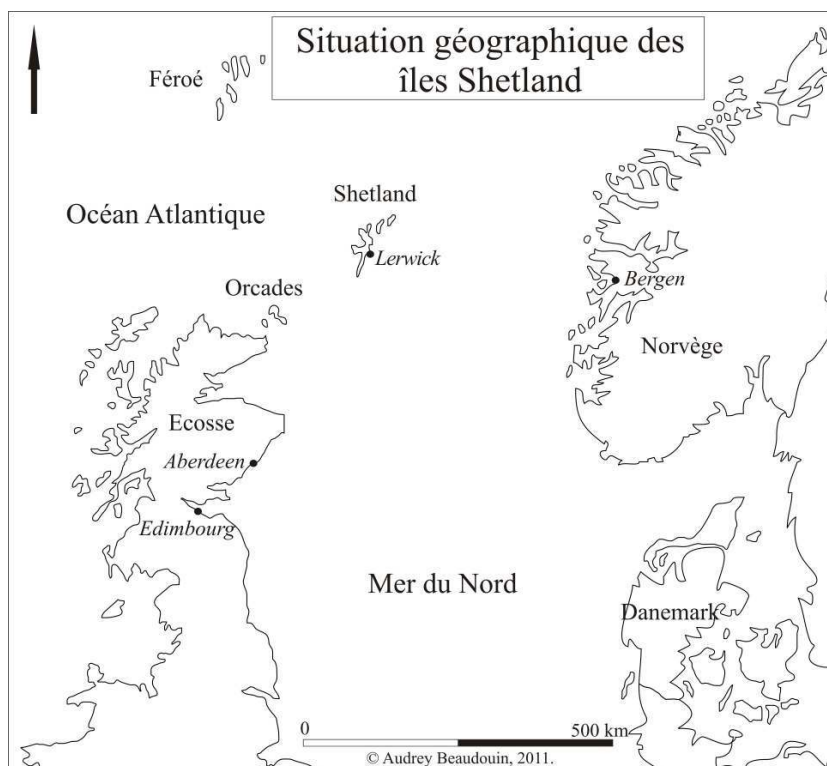 Situation géographique des
îles Shetland
Féroé
Shetland
Océan Atlantique
Lerwick
Bergen
Orcades
Norvège
Ecosse
Aberdeen
Edimbourg
Mer du Nord
Danemark
0
500 km
© Audrey Beaudouin, 2011.